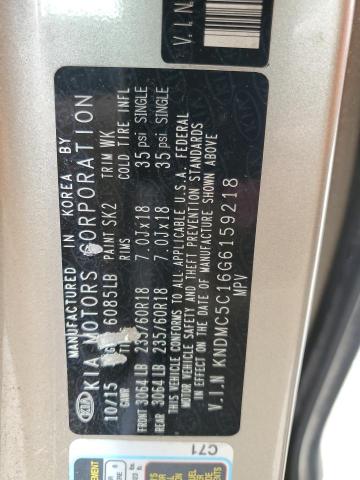 V.I.N
MANUFACTURED IN KOREA BY
KIA KIA MOTORS CORPORATION
10/15 6085LB PAINT SK2 TRIM WK
GAWR RIMS COLD TIRE INFL
FRONT 3064LB 235/60R18 7.0Jx18 35 psi SINGLE
REAR 3064LB 235/60R18 7.0Jx18 35 psi SINGLE
THIS VEHICLE CONFORMS TO ALL APPLICABLE U.S.A. FEDERAL
MOTOR VEHICLE SAFETY AND THEFT PREVENTION STANDARDS
IN EFFECT ON THE DATE OF MANUFACTURE SHOWN ABOVE
V.I.N KNDMC5C16G6159218
MPV
C71